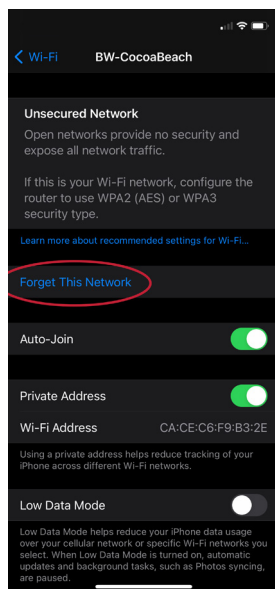 Wi-Fi
BW-CocoaBeach
Unsecured Network
Open networks provide no security and
expose all network traffic.
If this is your Wi-Fi network, configure the
router to use WPA2 (AES) or WPA3
security type.
Learn more about recommended settings for Wi-Fi...
Forget This Network
Auto-Join
Private Address
Wi-Fi Address CA:CE:C6:F9:B3:2E
Using a private address helps reduce tracking of your
iPhone across different Wi-Fi networks.
Low Data Mode
Low Data Mode helps reduce your iPhone data usage
over your cellular network or specific Wi-Fi networks you
select. When Low Data Mode is turned on, automatic
updates and background tasks, such as Photos syncing,
are paused.